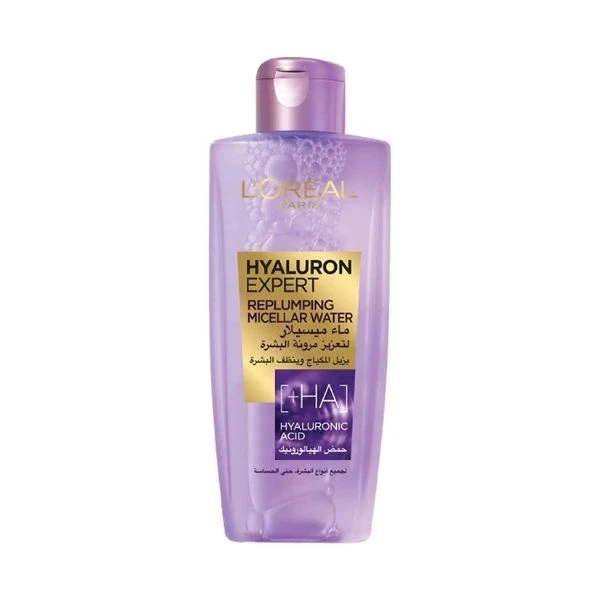 L'ORÉAL
PARIS
HYALURON
EXPERT
REPLUMPING
MICELLAR WATER
ماء ميسيلار
لتعزيز مرونة البشرة
يزيل المكياج وينظف البشرة
[+HA]
HYALURONIC
ACID
حمض الهيالورونيك
لجميع أنواع البشرة، حتى الحساسة